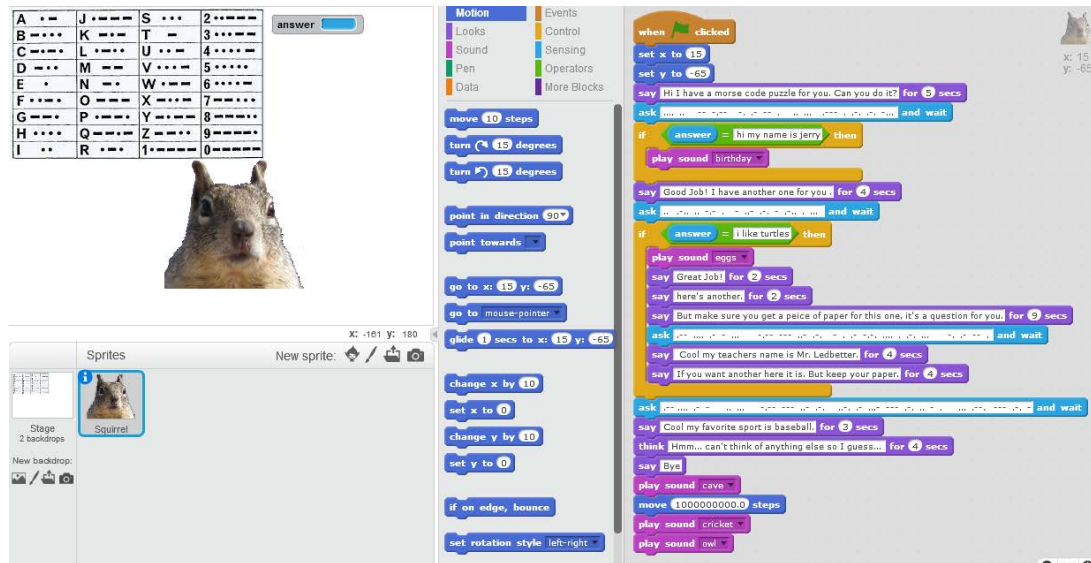 A •– J •––– S ••• 2 ••–––
B –••• K –•– T – 3 •••––
C –•–• L •–•• U ••– 4 ••••–
D –•• M –– V •••– 5 •••••
E • N –• W •–– 6 –••••
F ••–• O ––– X –••– 7 ––•••
G ––• P •––• Y –•–– 8 –––••
H •••• Q ––•– Z ––•• 9 ––––•
I •• R •–• 1 •–––– 0 –––––
answer
x: -161 y: 180
Sprites New sprite:
Stage
2 backdrops
Squirrel
New backdrop:
Motion Events
Looks Control
Sound Sensing
Pen Operators
Data More Blocks
move 10 steps
turn 15 degrees
turn 15 degrees
point in direction 90
point towards
go to x: 15 y: -65
go to mouse-pointer
glide 1 secs to x: 15 y: -65
change x by 10
set x to 0
change y by 10
set y to 0
if on edge, bounce
set rotation style left-right
when clicked
set x to 15
set y to -65
say Hi I have a morse code puzzle for you. Can you do it? for 5 secs
ask and wait
if answer = hi my name is jerry then
play sound birthday
say Good Job! I have another one for you . for 4 secs
ask and wait
if answer = i like turtles then
play sound eggs
say Great Job! for 2 secs
say here's another. for 2 secs
say But make sure you get a peice of paper for this one, it's a question for you. for 9 secs
ask and wait
say Cool my teachers name is Mr. Ledbetter. for 4 secs
say If you want another here it is. But keep your paper. for 4 secs
ask and wait
say Cool my favorite sport is baseball. for 3 secs
think Hmm... can't think of anything else so I guess... for 4 secs
say Bye
play sound cave
move 1000000000.0 steps
play sound cricket
play sound owl
x: 15
y: -65